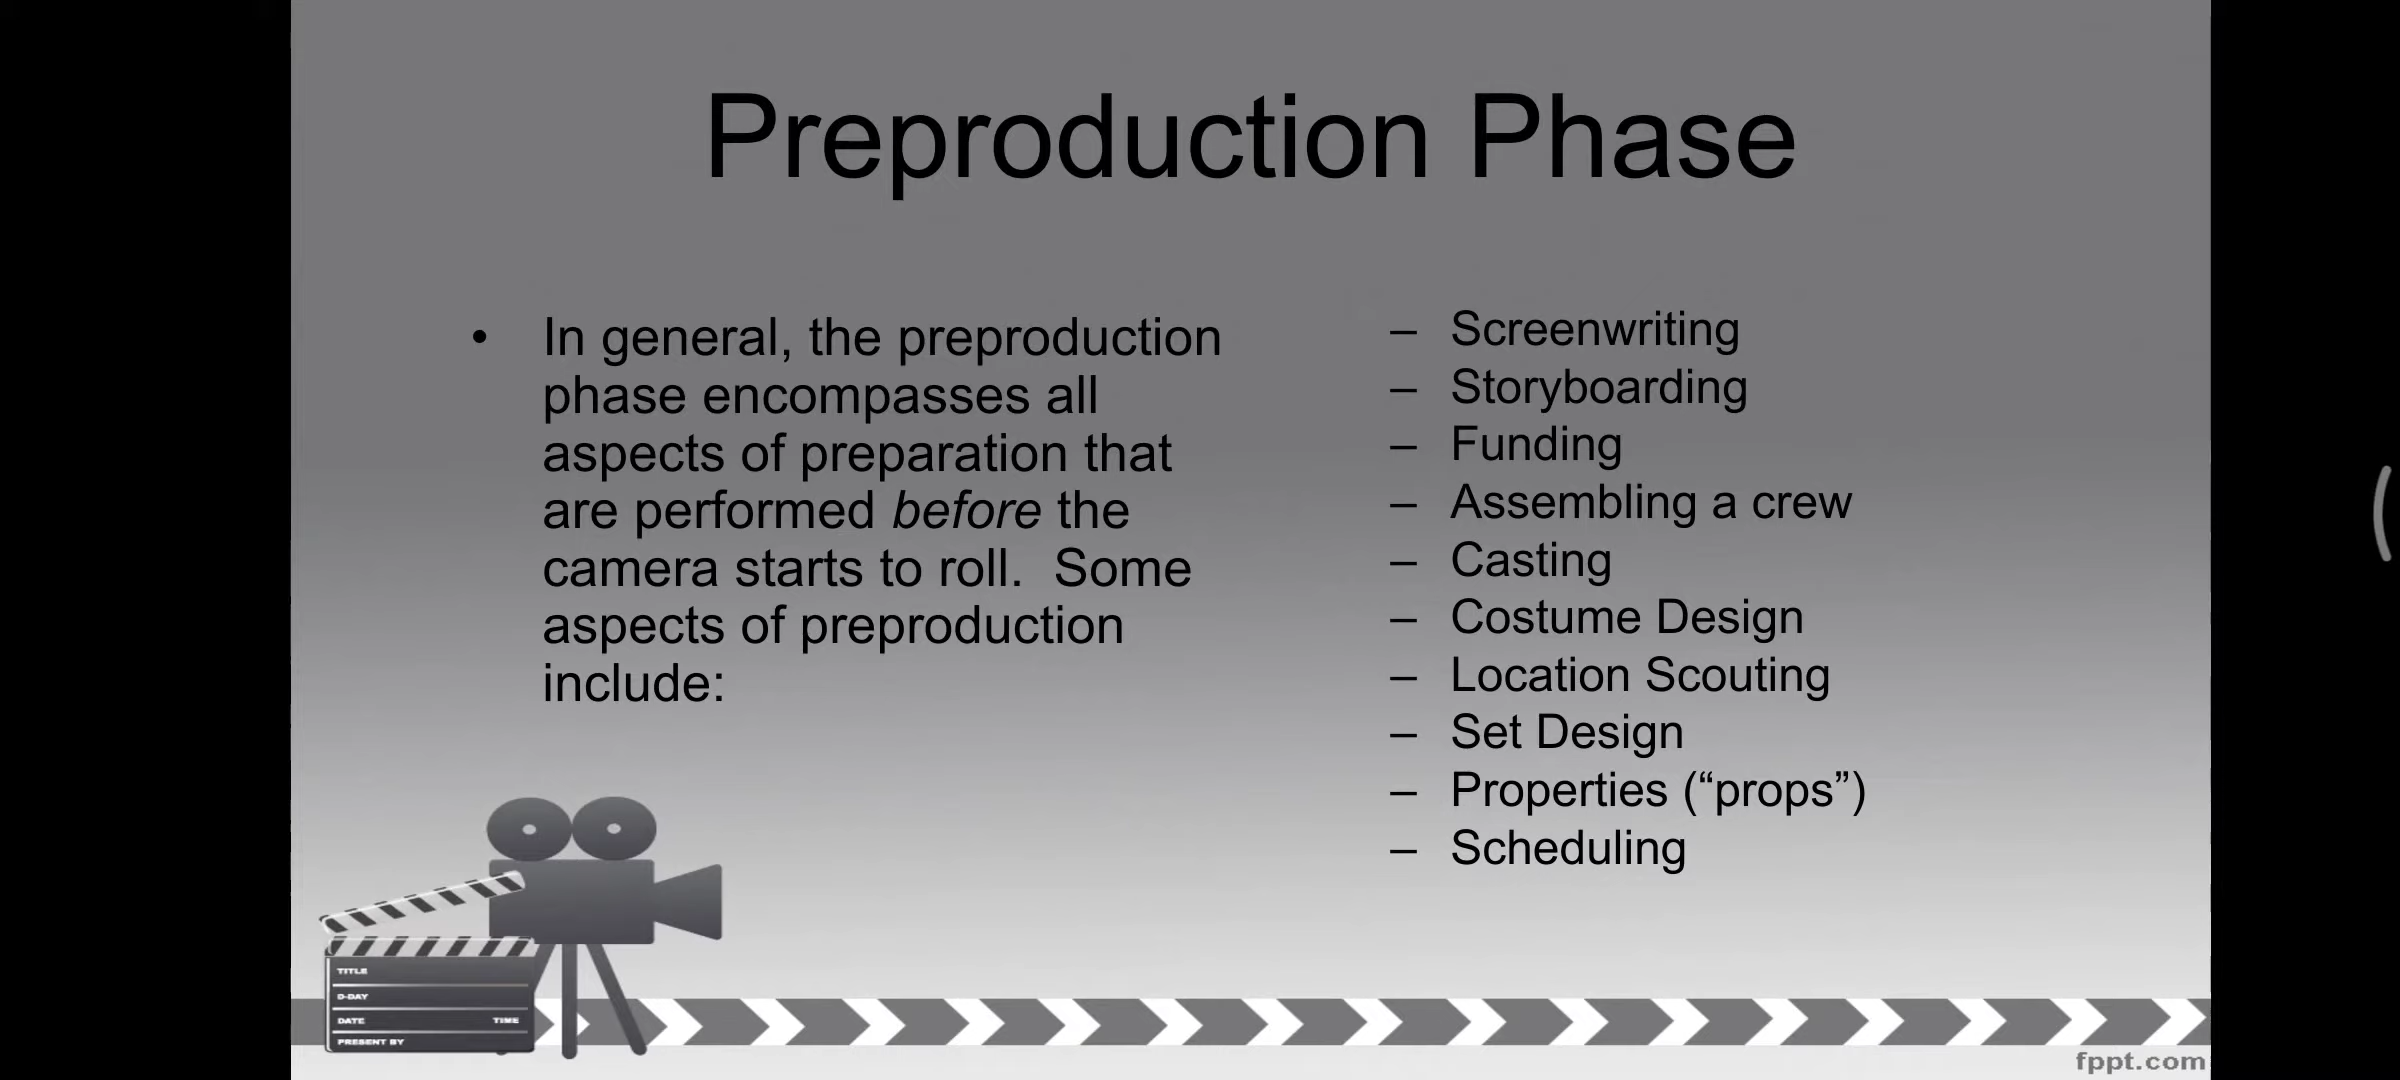 Preproduction Phase
• In general, the preproduction
phase encompasses all
aspects of preparation that
are performed before the
camera starts to roll.  Some
aspects of preproduction
include:
– Screenwriting
– Storyboarding
– Funding
– Assembling a crew
– Casting
– Costume Design
– Location Scouting
– Set Design
– Properties (“props”)
– Scheduling
TITLE
D-DAY
DATE TIME
PRESENT BY
fppt.com